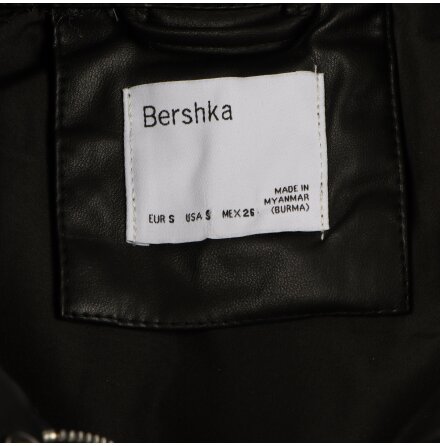 Bershka
MADE IN
MYANMAR
(BURMA)
EUR S USA S MEX 26